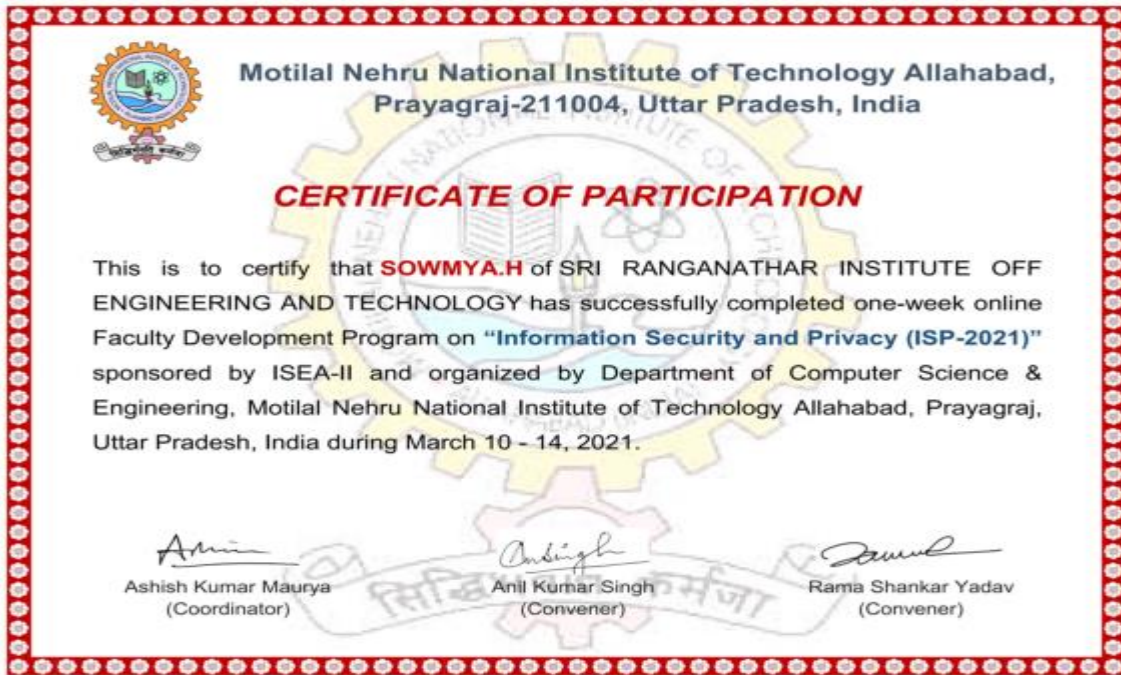 Motilal Nehru National Institute of Technology Allahabad,
Prayagraj-211004, Uttar Pradesh, India
CERTIFICATE OF PARTICIPATION
This is to certify that SOWMYA.H of SRI RANGANATHAR INSTITUTE OFF
ENGINEERING AND TECHNOLOGY has successfully completed one-week online
Faculty Development Program on “Information Security and Privacy (ISP-2021)”
sponsored by ISEA-II and organized by Department of Computer Science &
Engineering, Motilal Nehru National Institute of Technology Allahabad, Prayagraj,
Uttar Pradesh, India during March 10 - 14, 2021.
Ashish Kumar Maurya
(Coordinator)
Anil Kumar Singh
(Convener)
Rama Shankar Yadav
(Convener)